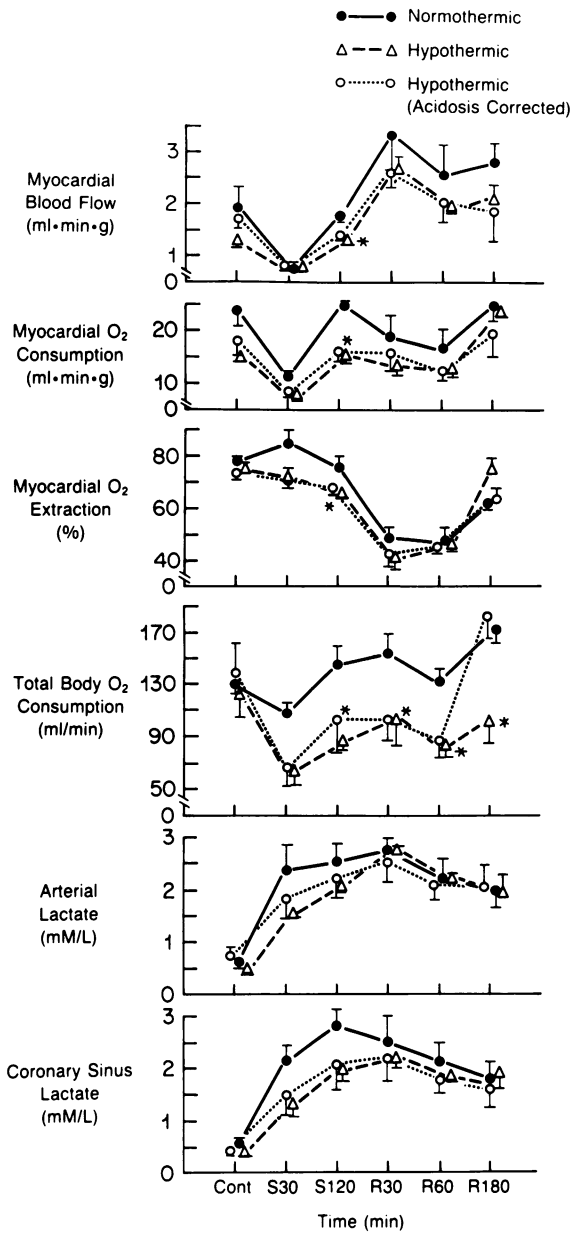 Normothermic
Hypothermic
Hypothermic
(Acidosis Corrected)
Myocardial
Blood Flow
(ml•min•g)
3
2
1
0
*
Myocardial O₂
Consumption
(ml•min•g)
20
10
0
*
Myocardial O₂
Extraction
(%)
80
60
40
0
*
Total Body O₂
Consumption
(ml/min)
170
130
90
50
0
*
*
*
*
Arterial
Lactate
(mM/L)
3
2
1
0
Coronary Sinus
Lactate
(mM/L)
3
2
1
0
Cont S30 S120 R30 R60 R180
Time (min)